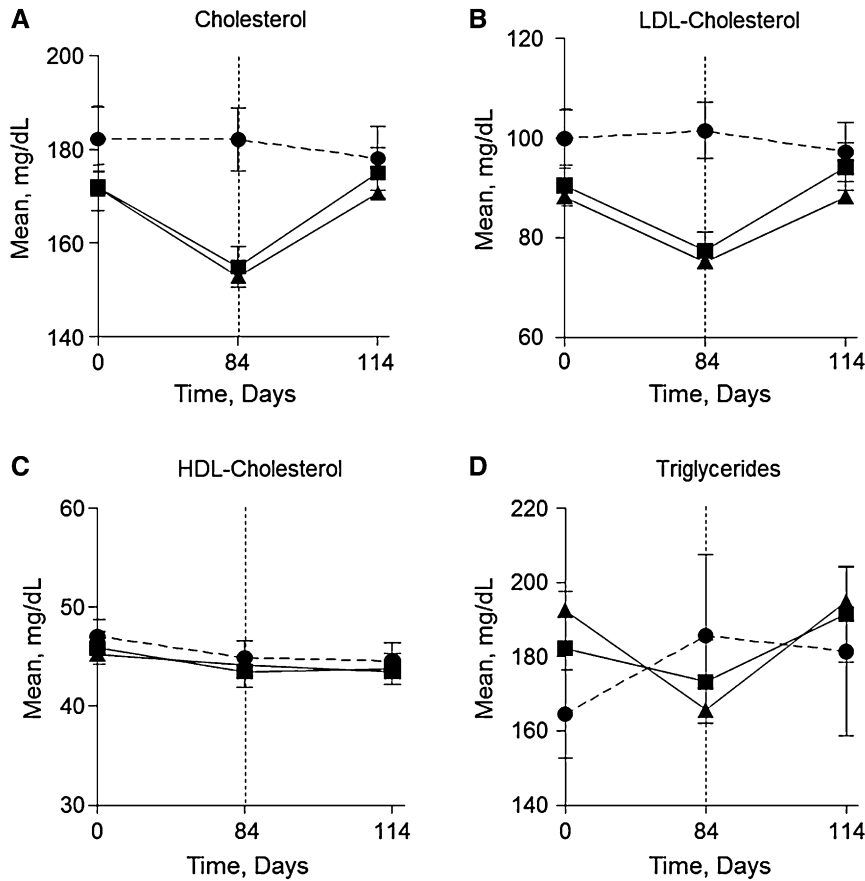 A
Cholesterol
200
180
160
140
Mean, mg/dL
0 84 114
Time, Days
B
LDL-Cholesterol
120
100
80
60
Mean, mg/dL
0 84 114
Time, Days
C
HDL-Cholesterol
60
50
40
30
Mean, mg/dL
0 84 114
Time, Days
D
Triglycerides
220
200
180
160
140
Mean, mg/dL
0 84 114
Time, Days